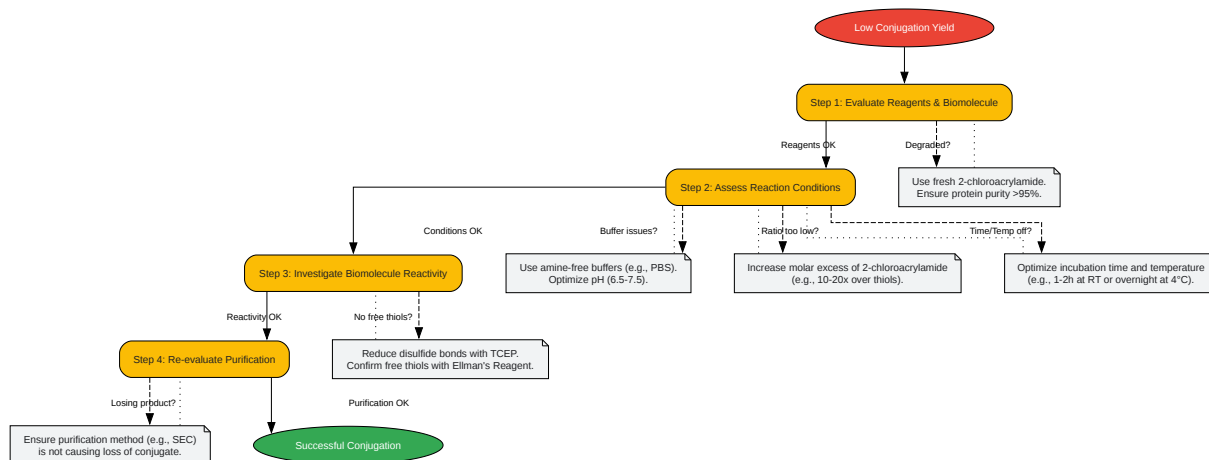 Low Conjugation Yield
Step 1: Evaluate Reagents & Biomolecule
Reagents OK
Degraded?
Use fresh 2-chloroacrylamide.
Ensure protein purity >95%.
Step 2: Assess Reaction Conditions
Conditions OK
Buffer issues?
Ratio too low?
Time/Temp off?
Step 3: Investigate Biomolecule Reactivity
Use amine-free buffers (e.g., PBS).
Optimize pH (6.5-7.5).
Increase molar excess of 2-chloroacrylamide
(e.g., 10-20x over thiols).
Optimize incubation time and temperature
(e.g., 1-2h at RT or overnight at 4°C).
Reactivity OK
No free thiols?
Step 4: Re-evaluate Purification
Reduce disulfide bonds with TCEP.
Confirm free thiols with Ellman's Reagent.
Losing product?
Purification OK
Ensure purification method (e.g., SEC)
is not causing loss of conjugate.
Successful Conjugation